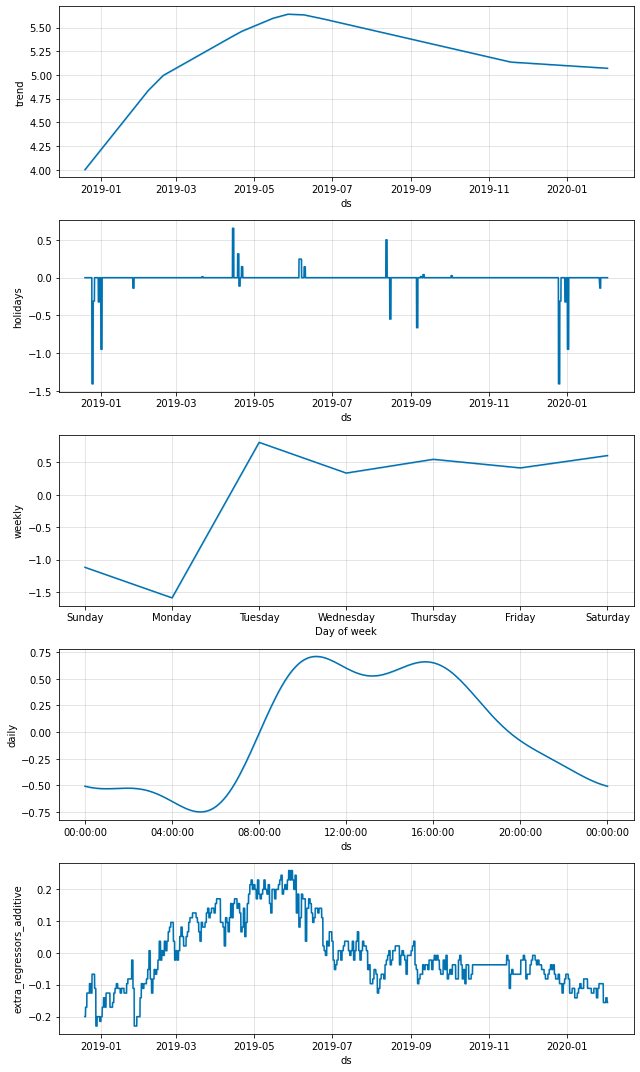 trend
5.50
5.25
5.00
4.75
4.50
4.25
4.00
2019-01 2019-03 2019-05 2019-07 2019-09 2019-11 2020-01
ds
holidays
0.5
0.0
−0.5
−1.0
−1.5
2019-01 2019-03 2019-05 2019-07 2019-09 2019-11 2020-01
ds
weekly
0.5
0.0
−0.5
−1.0
−1.5
Sunday Monday Tuesday Wednesday Thursday Friday Saturday
Day of week
daily
0.75
0.50
0.25
0.00
−0.25
−0.50
−0.75
00:00:00 04:00:00 08:00:00 12:00:00 16:00:00 20:00:00 00:00:00
ds
extra_regressors_additive
0.2
0.1
0.0
−0.1
−0.2
2019-01 2019-03 2019-05 2019-07 2019-09 2019-11 2020-01
ds